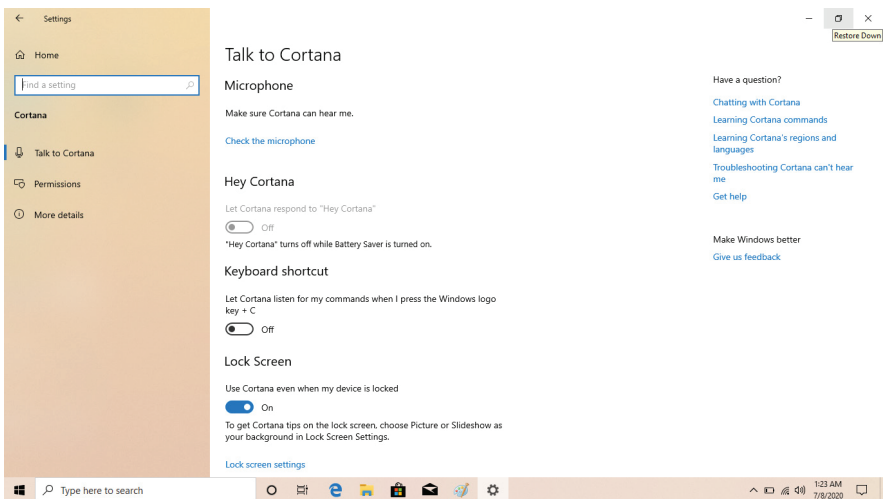 Settings
Restore Down
Home
Find a setting
Cortana
Talk to Cortana
Permissions
More details
Talk to Cortana
Microphone
Make sure Cortana can hear me.
Check the microphone
Hey Cortana
Let Cortana respond to "Hey Cortana"
Off
"Hey Cortana" turns off while Battery Saver is turned on.
Keyboard shortcut
Let Cortana listen for my commands when I press the Windows logo
key + C
Off
Lock Screen
Use Cortana even when my device is locked
On
To get Cortana tips on the lock screen, choose Picture or Slideshow as
your background in Lock Screen Settings.
Lock screen settings
Have a question?
Chatting with Cortana
Learning Cortana commands
Learning Cortana's regions and
languages
Troubleshooting Cortana can't hear
me
Get help
Make Windows better
Give us feedback
Type here to search
1:23 AM
7/8/2020